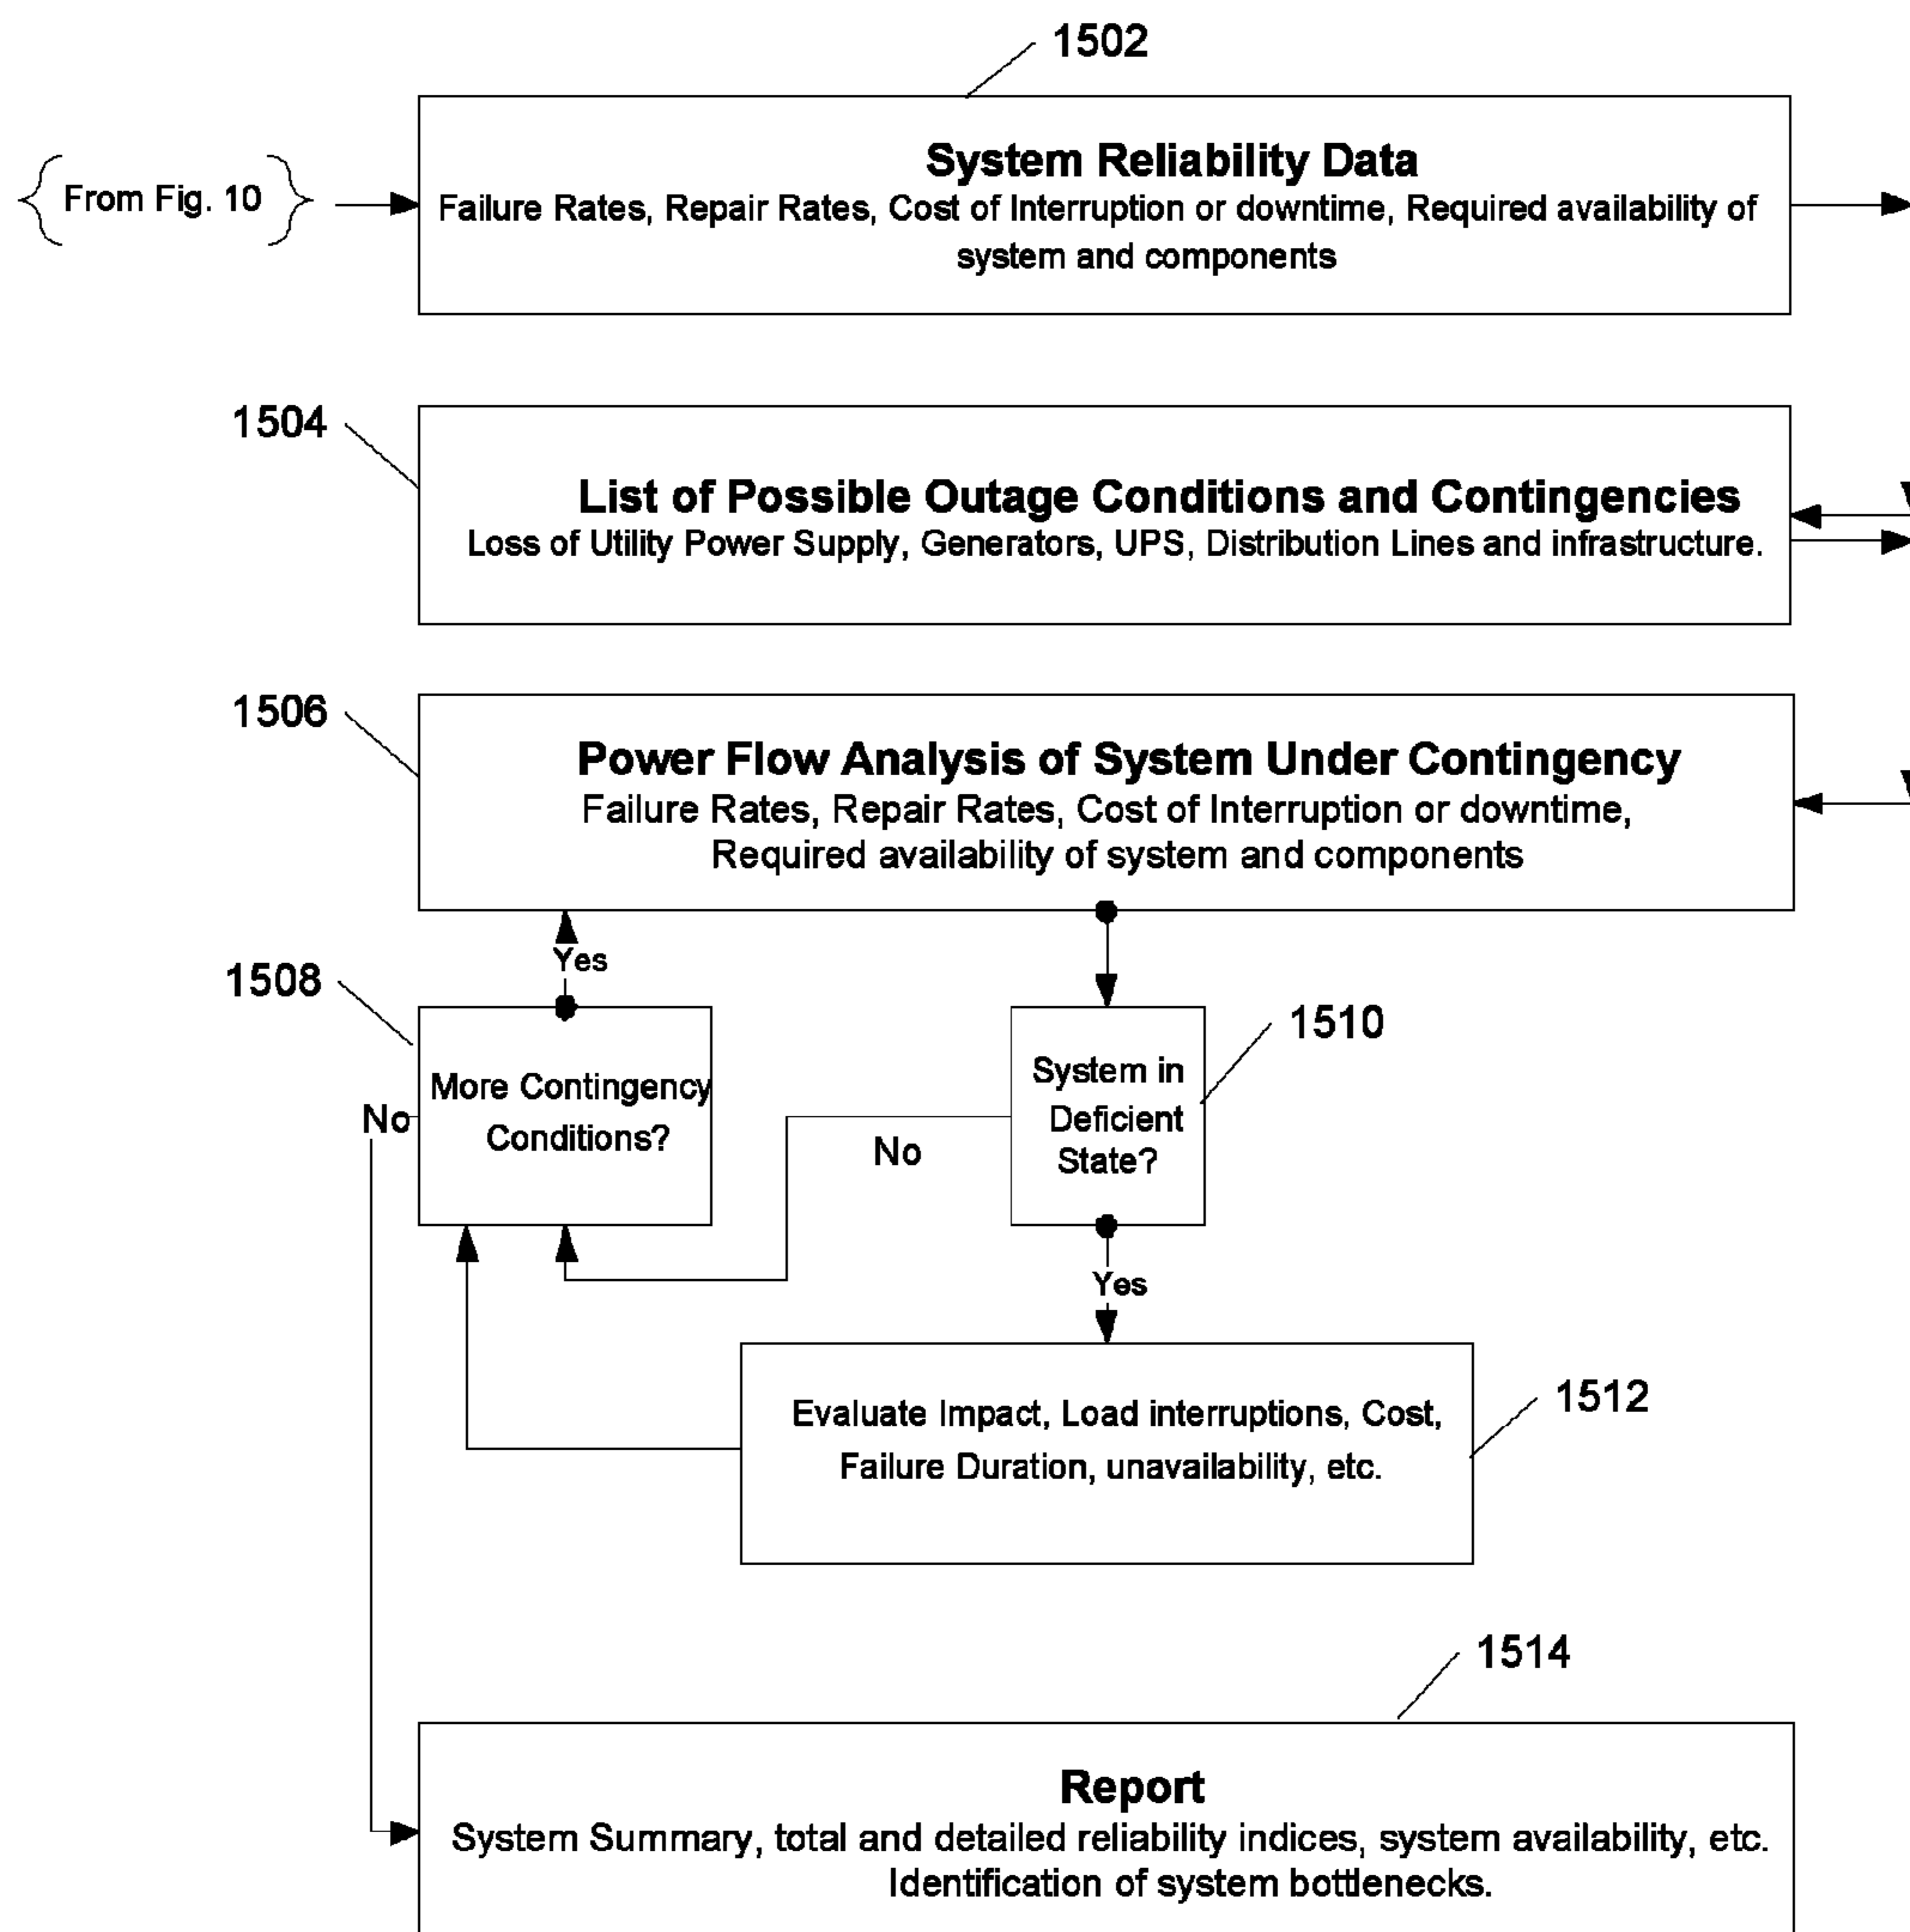 1502
System Reliability Data
From Fig. 10
Failure Rates, Repair Rates, Cost of Interruption or downtime, Required availability of
system and components
1504
List of Possible Outage Conditions and Contingencies
Loss of Utility Power Supply, Generators, UPS, Distribution Lines and infrastructure.
1506
Power Flow Analysis of System Under Contingency
Failure Rates, Repair Rates, Cost of Interruption or downtime,
Required availability of system and components
Yes
1508
1510
More Contingency
Conditions?
No
System in
Deficient
State?
No
Yes
1512
Evaluate Impact, Load interruptions, Cost,
Failure Duration, unavailability, etc.
1514
Report
System Summary, total and detailed reliability indices, system availability, etc.
Identification of system bottlenecks.